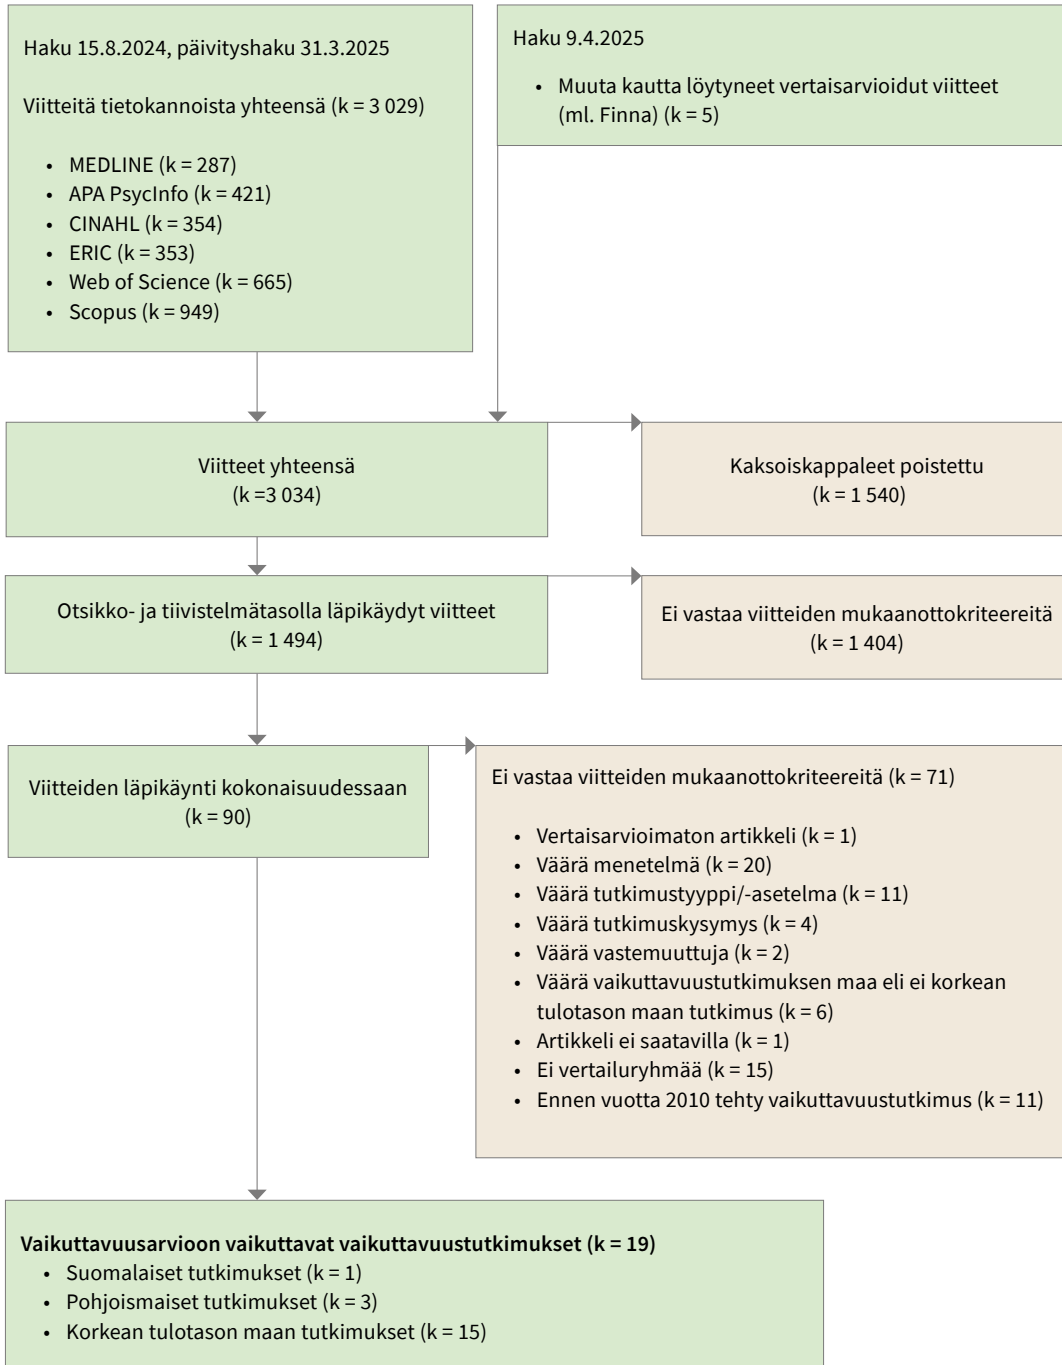 Haku 15.8.2024, päivityshaku 31.3.2025
Viitteitä tietokannoista yhteensä (k = 3 029)
• MEDLINE (k = 287)
• APA PsycInfo (k = 421)
• CINAHL (k = 354)
• ERIC (k = 353)
• Web of Science (k = 665)
• Scopus (k = 949)
Haku 9.4.2025
• Muuta kautta löytyneet vertaisarvioidut viitteet
(ml. Finna) (k = 5)
Viitteet yhteensä
(k =3 034)
Kaksoiskappaleet poistettu
(k = 1 540)
Otsikko- ja tiivistelmätasolla läpikäydyt viitteet
(k = 1 494)
Ei vastaa viitteiden mukaanottokriteereitä
(k = 1 404)
Viitteiden läpikäynti kokonaisuudessaan
(k = 90)
Ei vastaa viitteiden mukaanottokriteereitä (k = 71)
• Vertaisarvioimaton artikkeli (k = 1)
• Väärä menetelmä (k = 20)
• Väärä tutkimustyyppi/-asetelma (k = 11)
• Väärä tutkimuskysymys (k = 4)
• Väärä vastemuuttuja (k = 2)
• Väärä vaikuttavuustutkimuksen maa eli ei korkean
tulotason maan tutkimus (k = 6)
• Artikkeli ei saatavilla (k = 1)
• Ei vertailuryhmää (k = 15)
• Ennen vuotta 2010 tehty vaikuttavuustutkimus (k = 11)
Vaikuttavuusarvioon vaikuttavat vaikuttavuustutkimukset (k = 19)
• Suomalaiset tutkimukset (k = 1)
• Pohjoismaiset tutkimukset (k = 3)
• Korkean tulotason maan tutkimukset (k = 15)